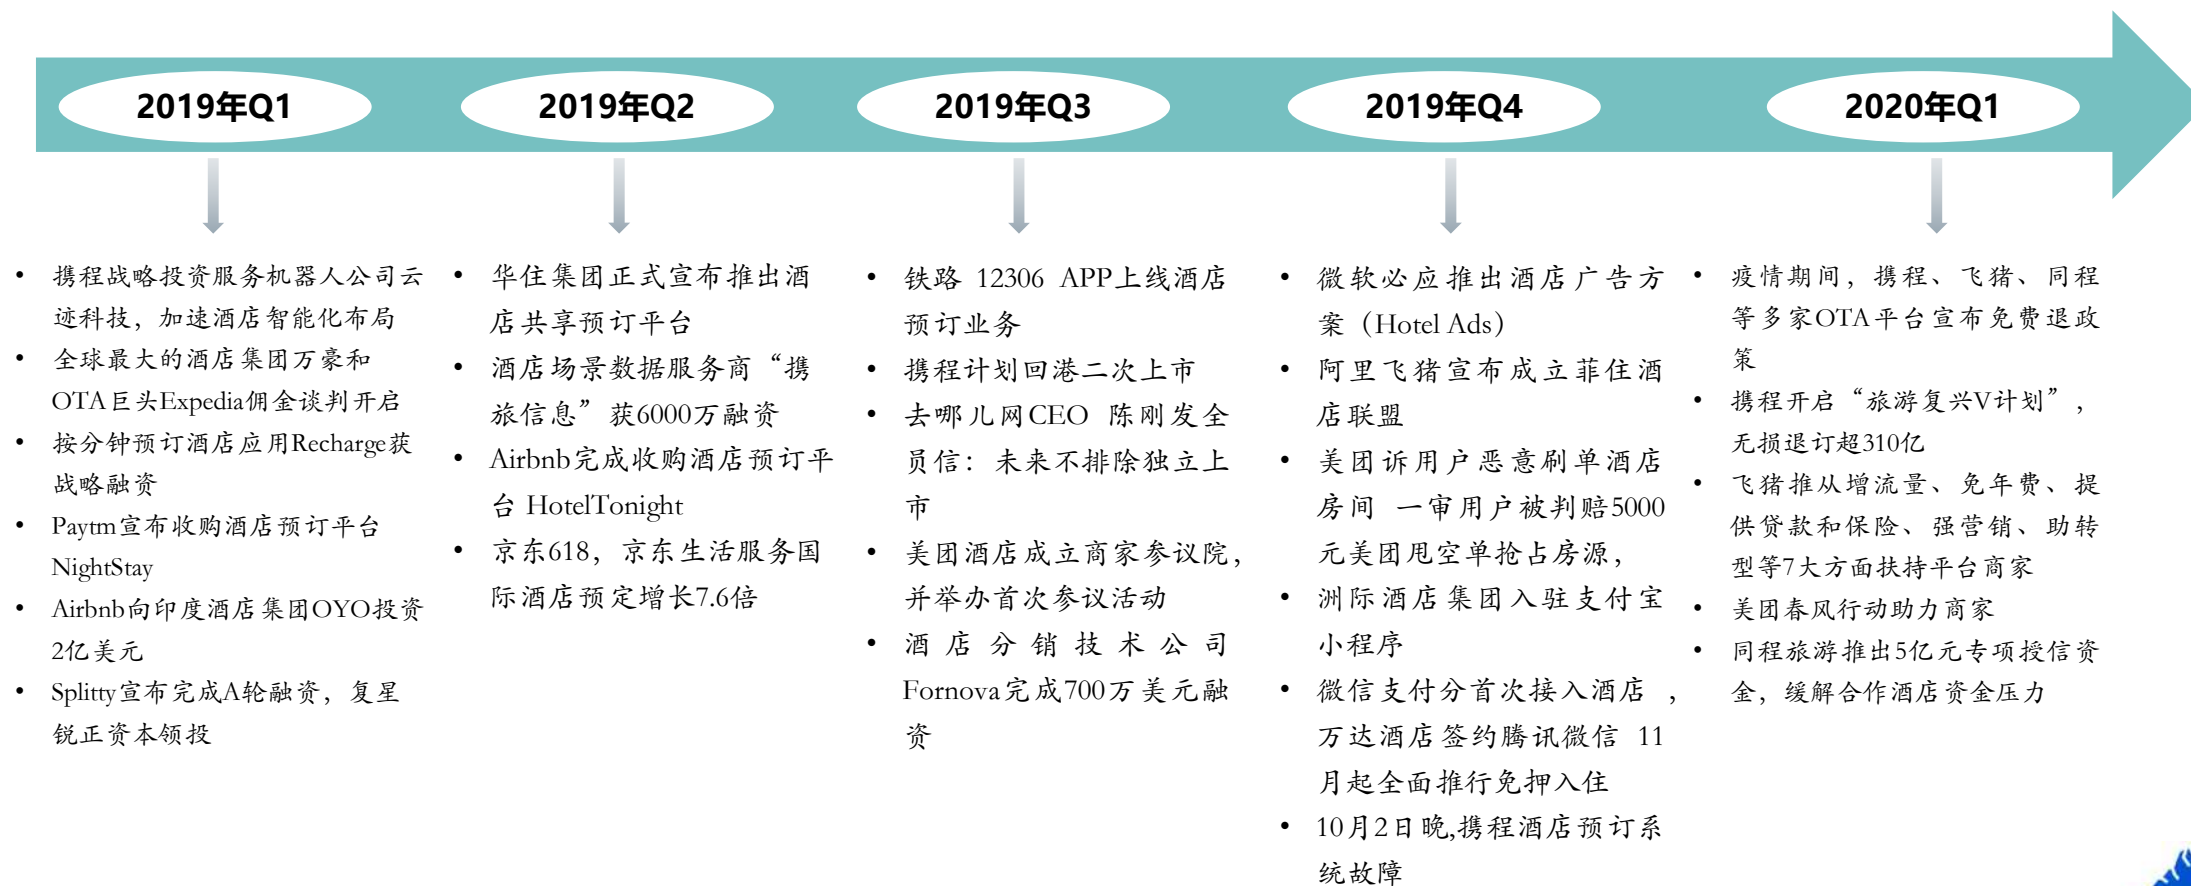 2019年Q1
2019年Q2
2019年Q3
2019年Q4
2020年Q1
• 携程战略投资服务机器人公司云
迹科技，加速酒店智能化布局
• 全球最大的酒店集团万豪和
OTA巨头Expedia佣金谈判开启
• 按分钟预订酒店应用Recharge获
战略融资
• Paytm宣布收购酒店预订平台
NightStay
• Airbnb向印度酒店集团OYO投资
2亿美元
• Splitty宣布完成A轮融资，复星
锐正资本领投
• 华住集团正式宣布推出酒
店共享预订平台
• 酒店场景数据服务商“携
旅信息”获6000万融资
• Airbnb完成收购酒店预订平
台 HotelTonight
• 京东618，京东生活服务国
际酒店预定增长7.6倍
• 铁路 12306 APP上线酒店
预订业务
• 携程计划回港二次上市
• 去哪儿网CEO 陈刚发全
员信：未来不排除独立上
市
• 美团酒店成立商家参议院，
并举办首次参议活动
• 酒店分销技术公司
Fornova完成700万美元融
资
• 微软必应推出酒店广告方
案（Hotel Ads）
• 阿里飞猪宣布成立菲住酒
店联盟
• 美团诉用户恶意刷单酒店
房间 一审用户被判赔5000
元美团甩空单抢占房源，
• 洲际酒店集团入驻支付宝
小程序
• 微信支付分首次接入酒店 ，
万达酒店签约腾讯微信 11
月起全面推行免押入住
• 10月2日晚,携程酒店预订系
统故障
• 疫情期间，携程、飞猪、同程
等多家OTA平台宣布免费退政
策
• 携程开启“旅游复兴V计划”，
无损退订超310亿
• 飞猪推从增流量、免年费、提
供贷款和保险、强营销、助转
型等7大方面扶持平台商家
• 美团春风行动助力商家
• 同程旅游推出5亿元专项授信资
金，缓解合作酒店资金压力